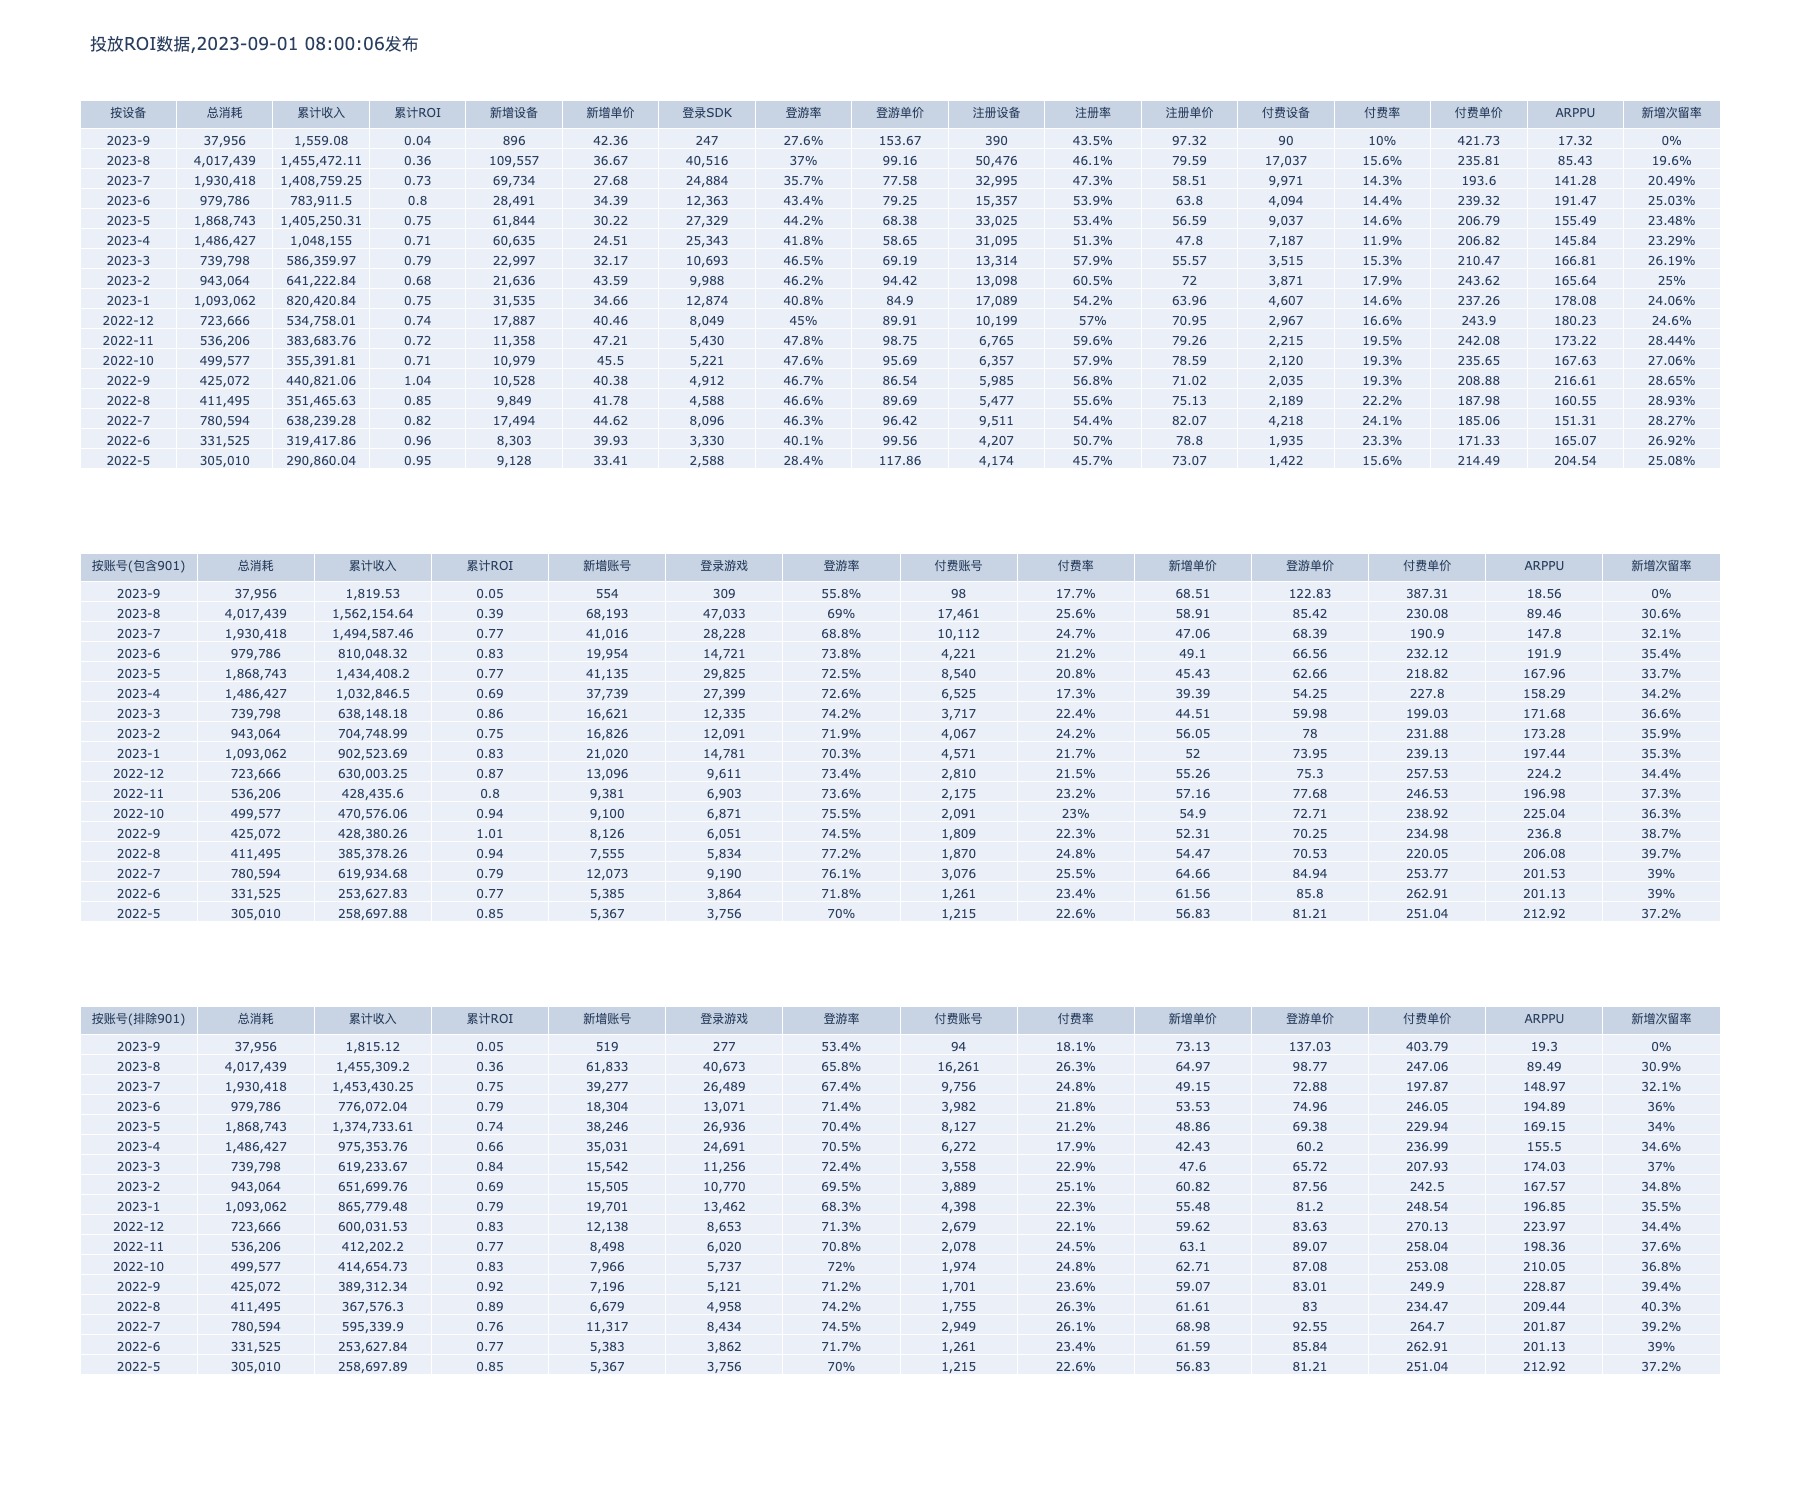 投放ROI数据,2023-09-01 08:00:06发布
按设备 总消耗 累计收入 累计ROI 新增设备 新增单价 登录SDK 登游率 登游单价 注册设备 注册率 注册单价 付费设备 付费率 付费单价 ARPPU 新增次留率
2023-9 37,956 1,559.08 0.04 896 42.36 247 27.6% 153.67 390 43.5% 97.32 90 10% 421.73 17.32 0%
2023-8 4,017,439 1,455,472.11 0.36 109,557 36.67 40,516 37% 99.16 50,476 46.1% 79.59 17,037 15.6% 235.81 85.43 19.6%
2023-7 1,930,418 1,408,759.25 0.73 69,734 27.68 24,884 35.7% 77.58 32,995 47.3% 58.51 9,971 14.3% 193.6 141.28 20.49%
2023-6 979,786 783,911.5 0.8 28,491 34.39 12,363 43.4% 79.25 15,357 53.9% 63.8 4,094 14.4% 239.32 191.47 25.03%
2023-5 1,868,743 1,405,250.31 0.75 61,844 30.22 27,329 44.2% 68.38 33,025 53.4% 56.59 9,037 14.6% 206.79 155.49 23.48%
2023-4 1,486,427 1,048,155 0.71 60,635 24.51 25,343 41.8% 58.65 31,095 51.3% 47.8 7,187 11.9% 206.82 145.84 23.29%
2023-3 739,798 586,359.97 0.79 22,997 32.17 10,693 46.5% 69.19 13,314 57.9% 55.57 3,515 15.3% 210.47 166.81 26.19%
2023-2 943,064 641,222.84 0.68 21,636 43.59 9,988 46.2% 94.42 13,098 60.5% 72 3,871 17.9% 243.62 165.64 25%
2023-1 1,093,062 820,420.84 0.75 31,535 34.66 12,874 40.8% 84.9 17,089 54.2% 63.96 4,607 14.6% 237.26 178.08 24.06%
2022-12 723,666 534,758.01 0.74 17,887 40.46 8,049 45% 89.91 10,199 57% 70.95 2,967 16.6% 243.9 180.23 24.6%
2022-11 536,206 383,683.76 0.72 11,358 47.21 5,430 47.8% 98.75 6,765 59.6% 79.26 2,215 19.5% 242.08 173.22 28.44%
2022-10 499,577 355,391.81 0.71 10,979 45.5 5,221 47.6% 95.69 6,357 57.9% 78.59 2,120 19.3% 235.65 167.63 27.06%
2022-9 425,072 440,821.06 1.04 10,528 40.38 4,912 46.7% 86.54 5,985 56.8% 71.02 2,035 19.3% 208.88 216.61 28.65%
2022-8 411,495 351,465.63 0.85 9,849 41.78 4,588 46.6% 89.69 5,477 55.6% 75.13 2,189 22.2% 187.98 160.55 28.93%
2022-7 780,594 638,239.28 0.82 17,494 44.62 8,096 46.3% 96.42 9,511 54.4% 82.07 4,218 24.1% 185.06 151.31 28.27%
2022-6 331,525 319,417.86 0.96 8,303 39.93 3,330 40.1% 99.56 4,207 50.7% 78.8 1,935 23.3% 171.33 165.07 26.92%
2022-5 305,010 290,860.04 0.95 9,128 33.41 2,588 28.4% 117.86 4,174 45.7% 73.07 1,422 15.6% 214.49 204.54 25.08%
按账号(包含901) 总消耗 累计收入 累计ROI 新增账号 登录游戏 登游率 付费账号 付费率 新增单价 登游单价 付费单价 ARPPU 新增次留率
2023-9 37,956 1,819.53 0.05 554 309 55.8% 98 17.7% 68.51 122.83 387.31 18.56 0%
2023-8 4,017,439 1,562,154.64 0.39 68,193 47,033 69% 17,461 25.6% 58.91 85.42 230.08 89.46 30.6%
2023-7 1,930,418 1,494,587.46 0.77 41,016 28,228 68.8% 10,112 24.7% 47.06 68.39 190.9 147.8 32.1%
2023-6 979,786 810,048.32 0.83 19,954 14,721 73.8% 4,221 21.2% 49.1 66.56 232.12 191.9 35.4%
2023-5 1,868,743 1,434,408.2 0.77 41,135 29,825 72.5% 8,540 20.8% 45.43 62.66 218.82 167.96 33.7%
2023-4 1,486,427 1,032,846.5 0.69 37,739 27,399 72.6% 6,525 17.3% 39.39 54.25 227.8 158.29 34.2%
2023-3 739,798 638,148.18 0.86 16,621 12,335 74.2% 3,717 22.4% 44.51 59.98 199.03 171.68 36.6%
2023-2 943,064 704,748.99 0.75 16,826 12,091 71.9% 4,067 24.2% 56.05 78 231.88 173.28 35.9%
2023-1 1,093,062 902,523.69 0.83 21,020 14,781 70.3% 4,571 21.7% 52 73.95 239.13 197.44 35.3%
2022-12 723,666 630,003.25 0.87 13,096 9,611 73.4% 2,810 21.5% 55.26 75.3 257.53 224.2 34.4%
2022-11 536,206 428,435.6 0.8 9,381 6,903 73.6% 2,175 23.2% 57.16 77.68 246.53 196.98 37.3%
2022-10 499,577 470,576.06 0.94 9,100 6,871 75.5% 2,091 23% 54.9 72.71 238.92 225.04 36.3%
2022-9 425,072 428,380.26 1.01 8,126 6,051 74.5% 1,809 22.3% 52.31 70.25 234.98 236.8 38.7%
2022-8 411,495 385,378.26 0.94 7,555 5,834 77.2% 1,870 24.8% 54.47 70.53 220.05 206.08 39.7%
2022-7 780,594 619,934.68 0.79 12,073 9,190 76.1% 3,076 25.5% 64.66 84.94 253.77 201.53 39%
2022-6 331,525 253,627.83 0.77 5,385 3,864 71.8% 1,261 23.4% 61.56 85.8 262.91 201.13 39%
2022-5 305,010 258,697.88 0.85 5,367 3,756 70% 1,215 22.6% 56.83 81.21 251.04 212.92 37.2%
按账号(排除901) 总消耗 累计收入 累计ROI 新增账号 登录游戏 登游率 付费账号 付费率 新增单价 登游单价 付费单价 ARPPU 新增次留率
2023-9 37,956 1,815.12 0.05 519 277 53.4% 94 18.1% 73.13 137.03 403.79 19.3 0%
2023-8 4,017,439 1,455,309.2 0.36 61,833 40,673 65.8% 16,261 26.3% 64.97 98.77 247.06 89.49 30.9%
2023-7 1,930,418 1,453,430.25 0.75 39,277 26,489 67.4% 9,756 24.8% 49.15 72.88 197.87 148.97 32.1%
2023-6 979,786 776,072.04 0.79 18,304 13,071 71.4% 3,982 21.8% 53.53 74.96 246.05 194.89 36%
2023-5 1,868,743 1,374,733.61 0.74 38,246 26,936 70.4% 8,127 21.2% 48.86 69.38 229.94 169.15 34%
2023-4 1,486,427 975,353.76 0.66 35,031 24,691 70.5% 6,272 17.9% 42.43 60.2 236.99 155.5 34.6%
2023-3 739,798 619,233.67 0.84 15,542 11,256 72.4% 3,558 22.9% 47.6 65.72 207.93 174.03 37%
2023-2 943,064 651,699.76 0.69 15,505 10,770 69.5% 3,889 25.1% 60.82 87.56 242.5 167.57 34.8%
2023-1 1,093,062 865,779.48 0.79 19,701 13,462 68.3% 4,398 22.3% 55.48 81.2 248.54 196.85 35.5%
2022-12 723,666 600,031.53 0.83 12,138 8,653 71.3% 2,679 22.1% 59.62 83.63 270.13 223.97 34.4%
2022-11 536,206 412,202.2 0.77 8,498 6,020 70.8% 2,078 24.5% 63.1 89.07 258.04 198.36 37.6%
2022-10 499,577 414,654.73 0.83 7,966 5,737 72% 1,974 24.8% 62.71 87.08 253.08 210.05 36.8%
2022-9 425,072 389,312.34 0.92 7,196 5,121 71.2% 1,701 23.6% 59.07 83.01 249.9 228.87 39.4%
2022-8 411,495 367,576.3 0.89 6,679 4,958 74.2% 1,755 26.3% 61.61 83 234.47 209.44 40.3%
2022-7 780,594 595,339.9 0.76 11,317 8,434 74.5% 2,949 26.1% 68.98 92.55 264.7 201.87 39.2%
2022-6 331,525 253,627.84 0.77 5,383 3,862 71.7% 1,261 23.4% 61.59 85.84 262.91 201.13 39%
2022-5 305,010 258,697.89 0.85 5,367 3,756 70% 1,215 22.6% 56.83 81.21 251.04 212.92 37.2%